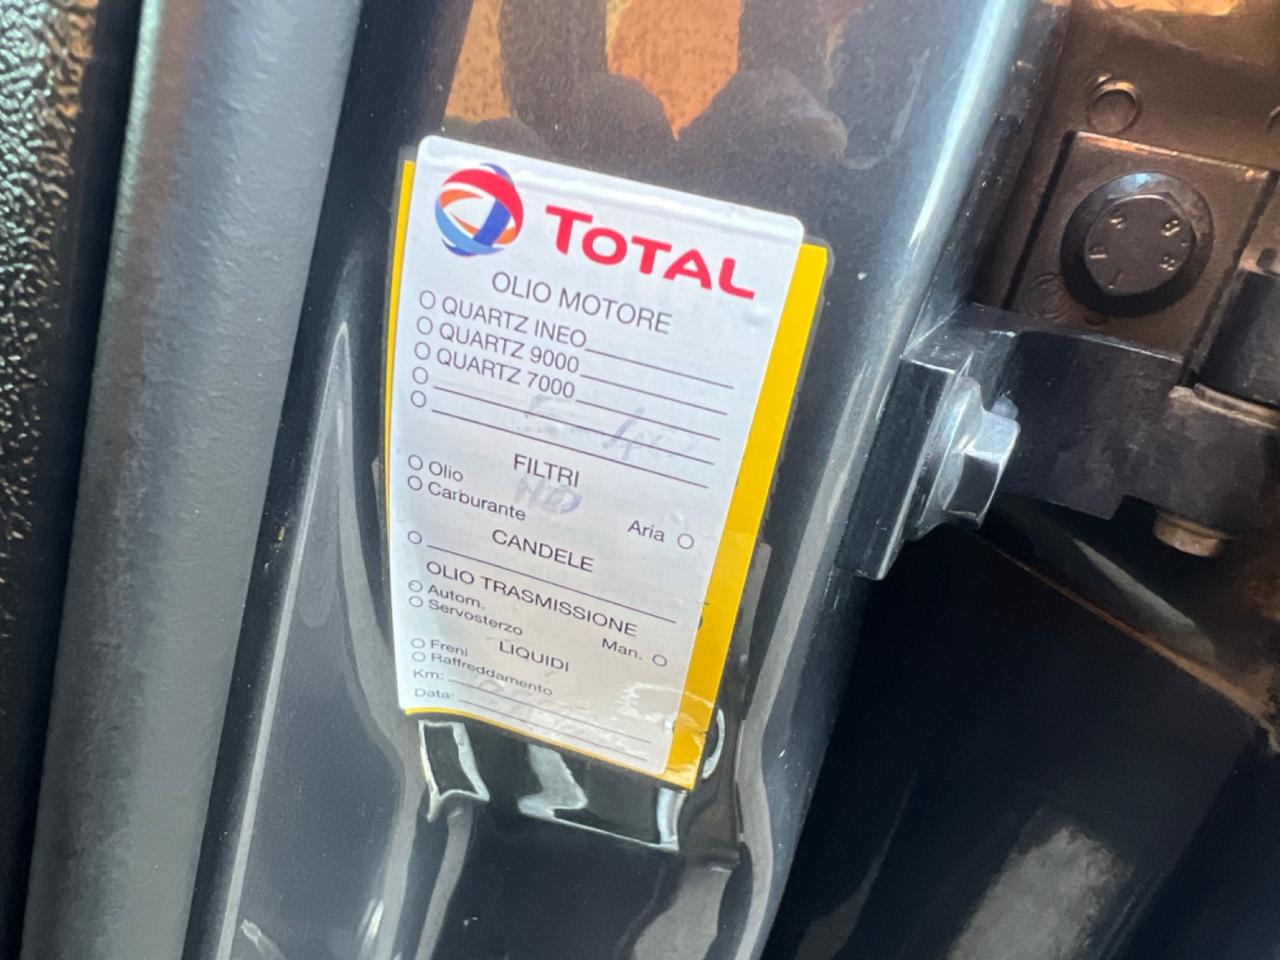 TOTAL
OLIO MOTORE
QUARTZ INEO
QUARTZ 9000
QUARTZ 7000
FILTRI
Olio
Carburante Aria
CANDELE
OLIO TRASMISSIONE
Autom. Man.
Servosterzo
LIQUIDI
Freni
Raffreddamento
Km:
Data: